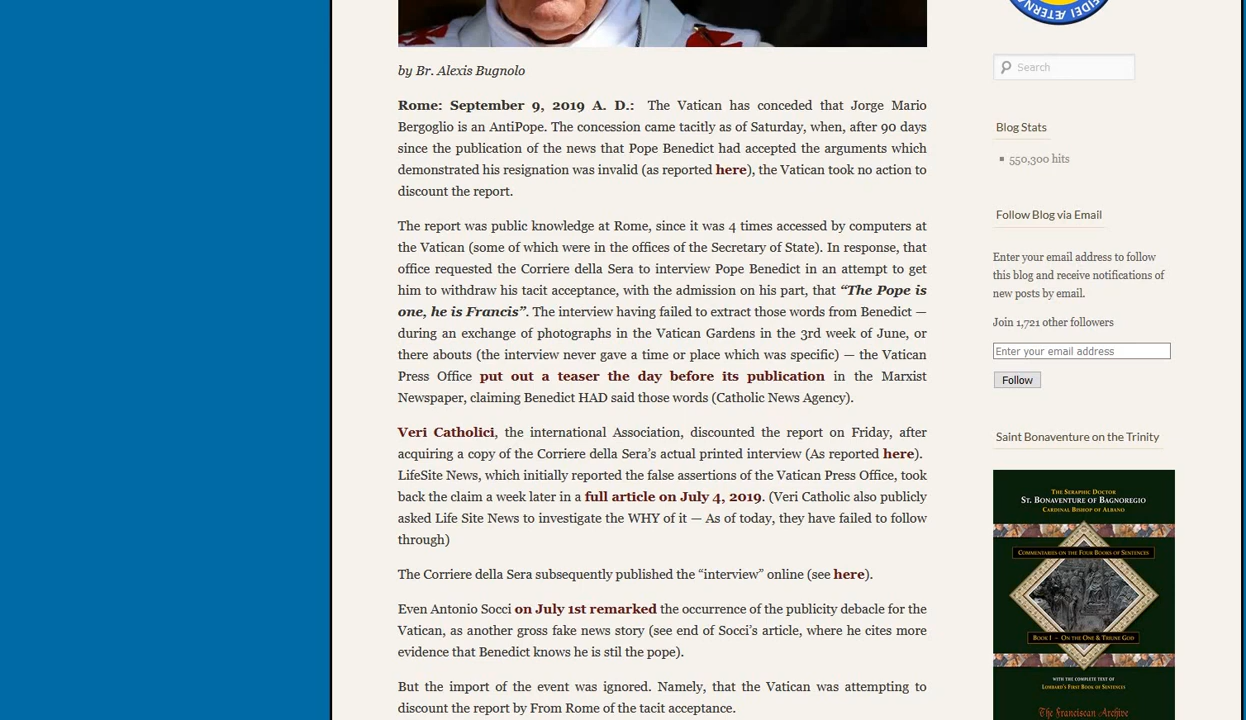 FIDEI ÆTERN
by Br. Alexis Bugnolo
Search
Rome: September 9, 2019 A. D.: The Vatican has conceded that Jorge Mario
Bergoglio is an AntiPope. The concession came tacitly as of Saturday, when, after 90 days
since the publication of the news that Pope Benedict had accepted the arguments which
demonstrated his resignation was invalid (as reported here), the Vatican took no action to
discount the report.
The report was public knowledge at Rome, since it was 4 times accessed by computers at
the Vatican (some of which were in the offices of the Secretary of State). In response, that
office requested the Corriere della Sera to interview Pope Benedict in an attempt to get
him to withdraw his tacit acceptance, with the admission on his part, that “The Pope is
one, he is Francis”. The interview having failed to extract those words from Benedict —
during an exchange of photographs in the Vatican Gardens in the 3rd week of June, or
there abouts (the interview never gave a time or place which was specific) — the Vatican
Press Office put out a teaser the day before its publication in the Marxist
Newspaper, claiming Benedict HAD said those words (Catholic News Agency).
Veri Catholici, the international Association, discounted the report on Friday, after
acquiring a copy of the Corriere della Sera’s actual printed interview (As reported here).
LifeSite News, which initially reported the false assertions of the Vatican Press Office, took
back the claim a week later in a full article on July 4, 2019. (Veri Catholic also publicly
asked Life Site News to investigate the WHY of it — As of today, they have failed to follow
through)
The Corriere della Sera subsequently published the “interview” online (see here).
Even Antonio Socci on July 1st remarked the occurrence of the publicity debacle for the
Vatican, as another gross fake news story (see end of Socci’s article, where he cites more
evidence that Benedict knows he is stil the pope).
But the import of the event was ignored. Namely, that the Vatican was attempting to
discount the report by From Rome of the tacit acceptance.
Blog Stats
550,300 hits
Follow Blog via Email
Enter your email address to follow
this blog and receive notifications of
new posts by email.
Join 1,721 other followers
Enter your email address
Follow
Saint Bonaventure on the Trinity
THE SERAPHIC DOCTOR
ST. BONAVENTURE OF BAGNOREGIO
CARDINAL BISHOP OF ALBANO
COMMENTARIES ON THE FOUR BOOKS OF SENTENCES
BOOK I – ON THE ONE & TRIUNE GOD
WITH THE COMPLETE TEXT OF
LOMBARD'S FIRST BOOK OF SENTENCES
The Franciscan Archive